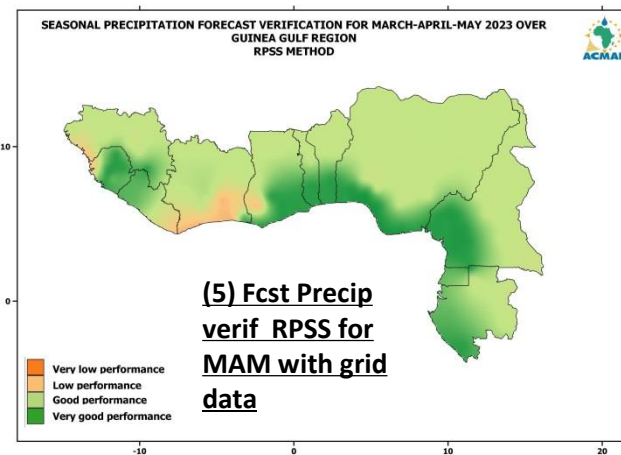 SEASONAL PRECIPITATION FORECAST VERIFICATION FOR MARCH-APRIL-MAY 2023 OVER
GUINEA GULF REGION
RPSS METHOD
ACMAD
10
0
(5) Fcst Precip
verif RPSS for
MAM with grid
data
Very low performance
Low performance
Good performance
Very good performance
-10
0
10
20